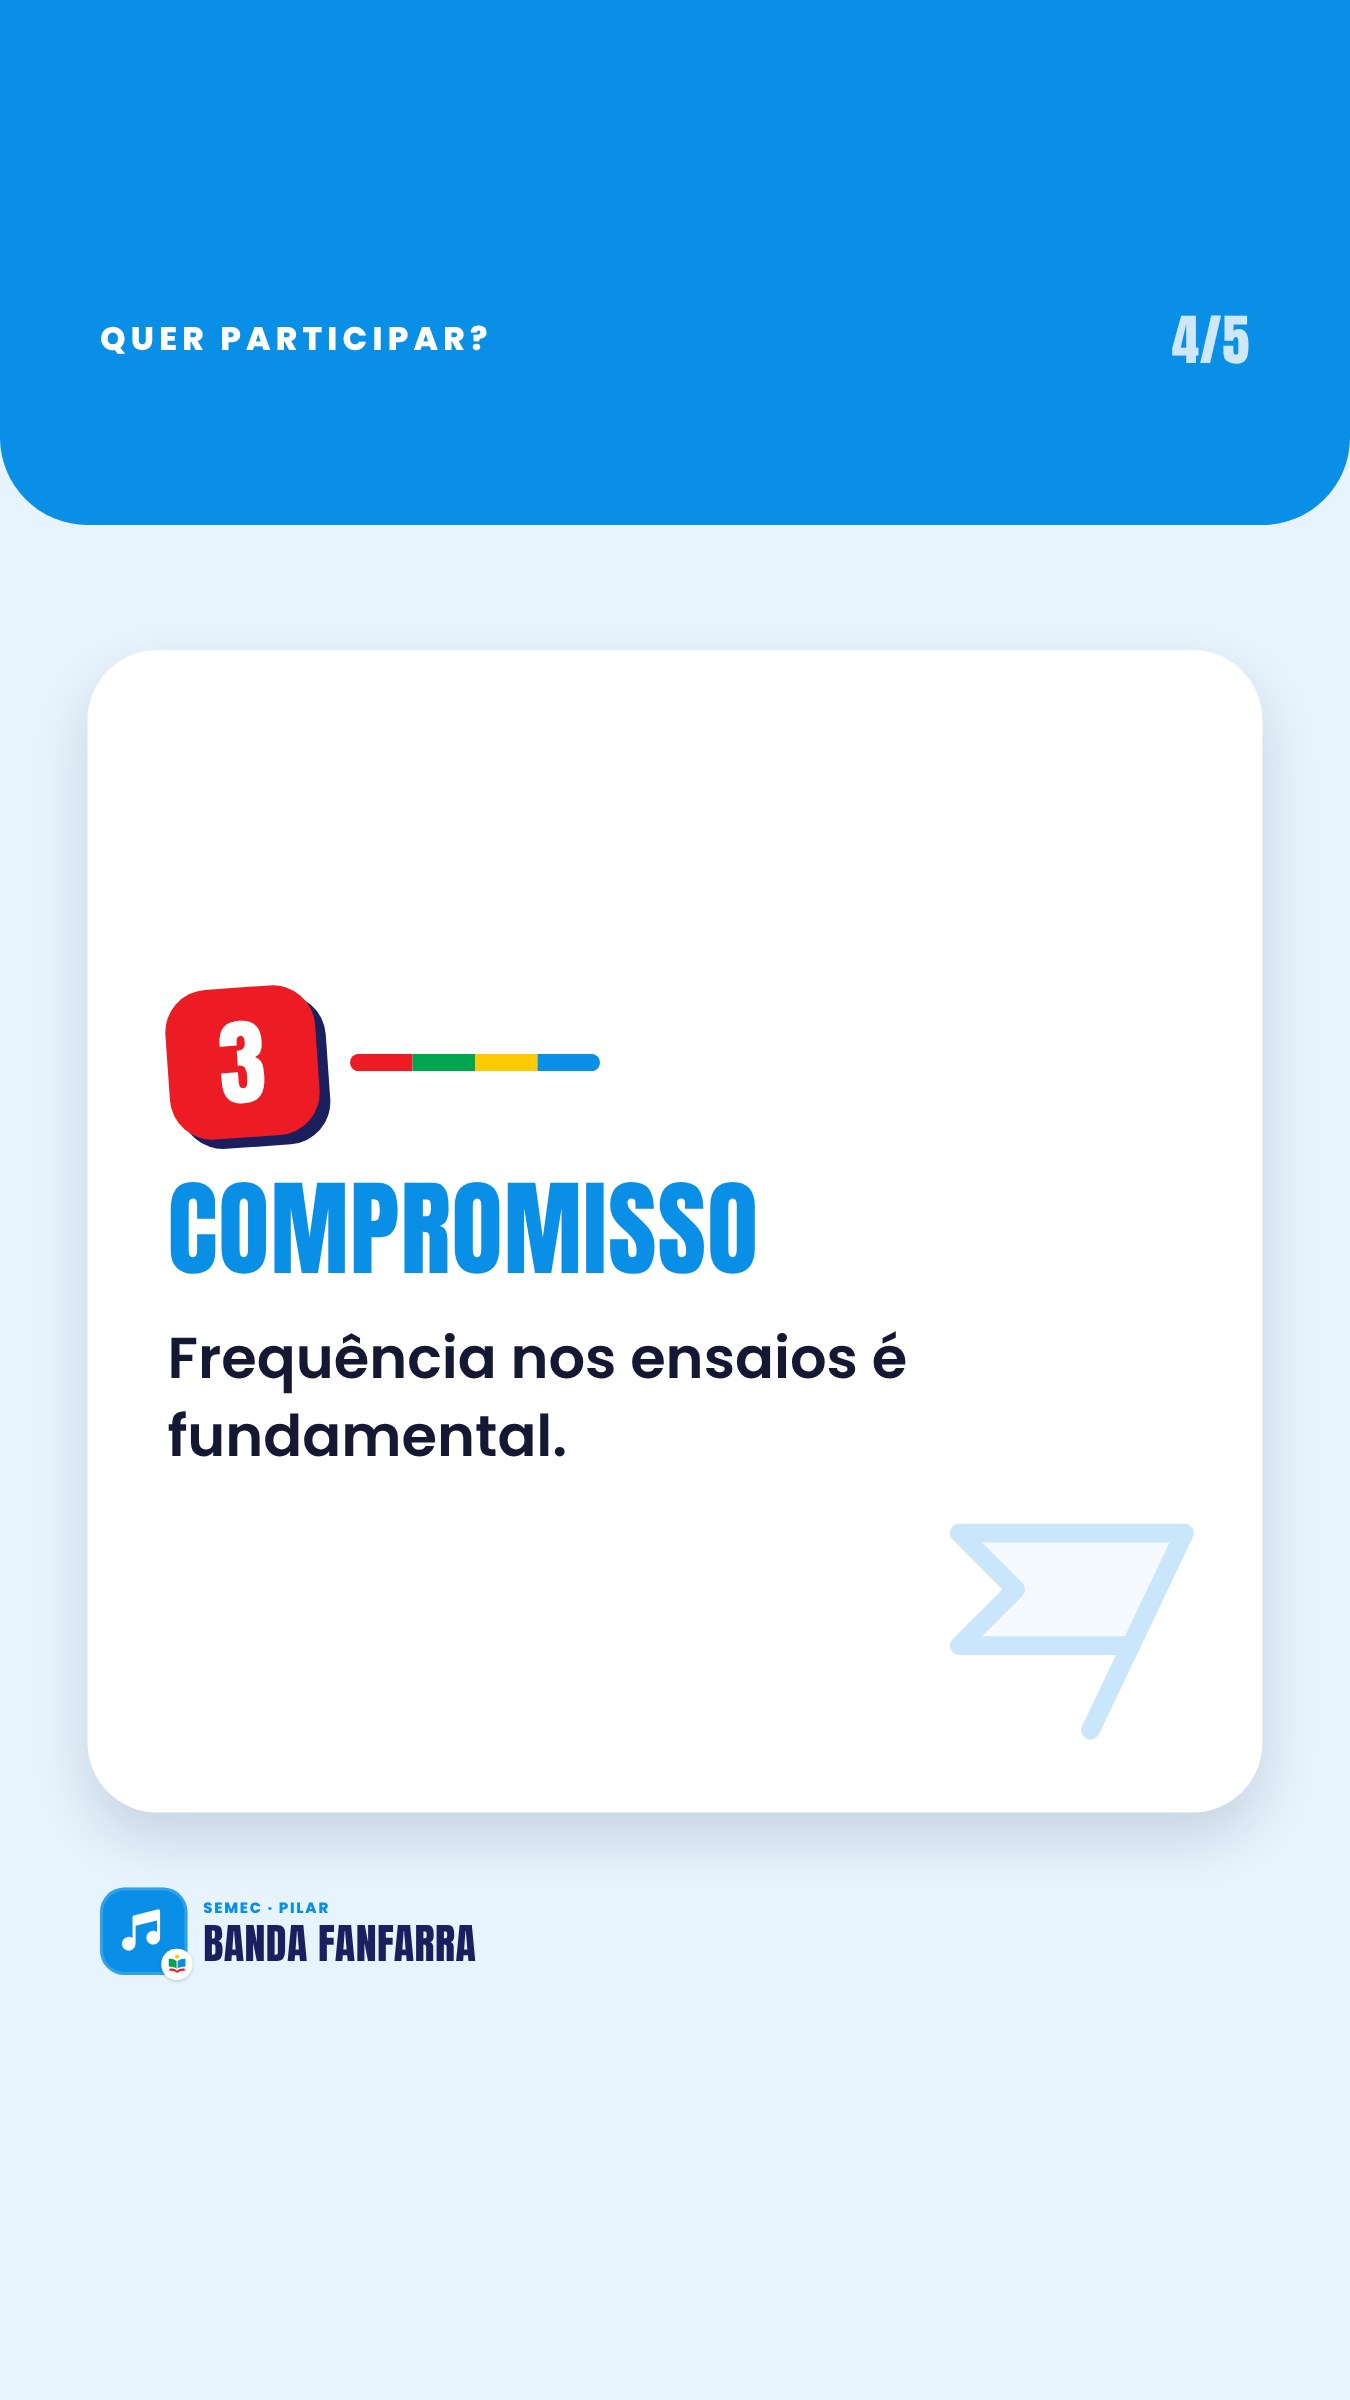 QUER PARTICIPAR?
4/5
3
COMPROMISSO
Frequência nos ensaios é
fundamental.
SEMEC · PILAR
BANDA FANFARRA